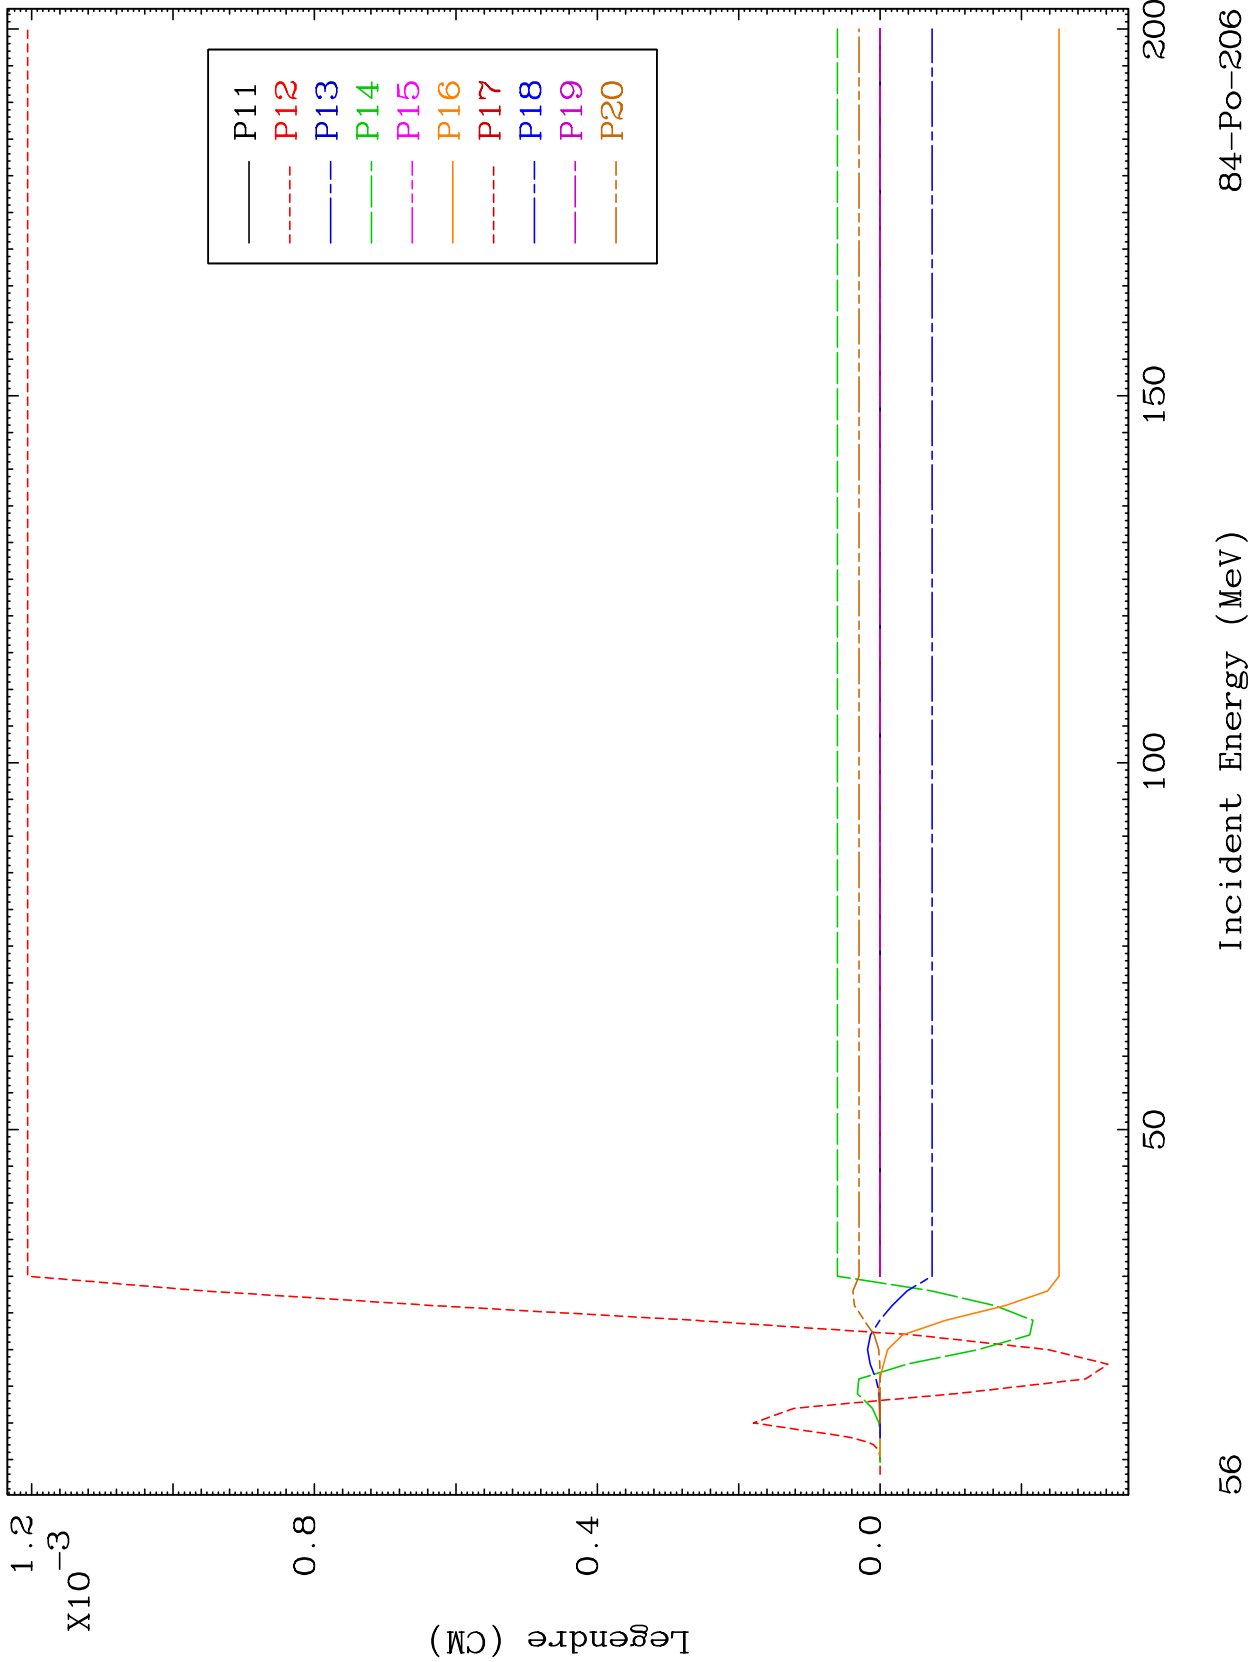 1.2
X10-3
0.8
0.4
0.0
Legendre (CM)
P11
P12
P13
P14
P15
P16
P17
P18
P19
P20
50
100
150
200
56
Incident Energy (MeV)
84-Po-206